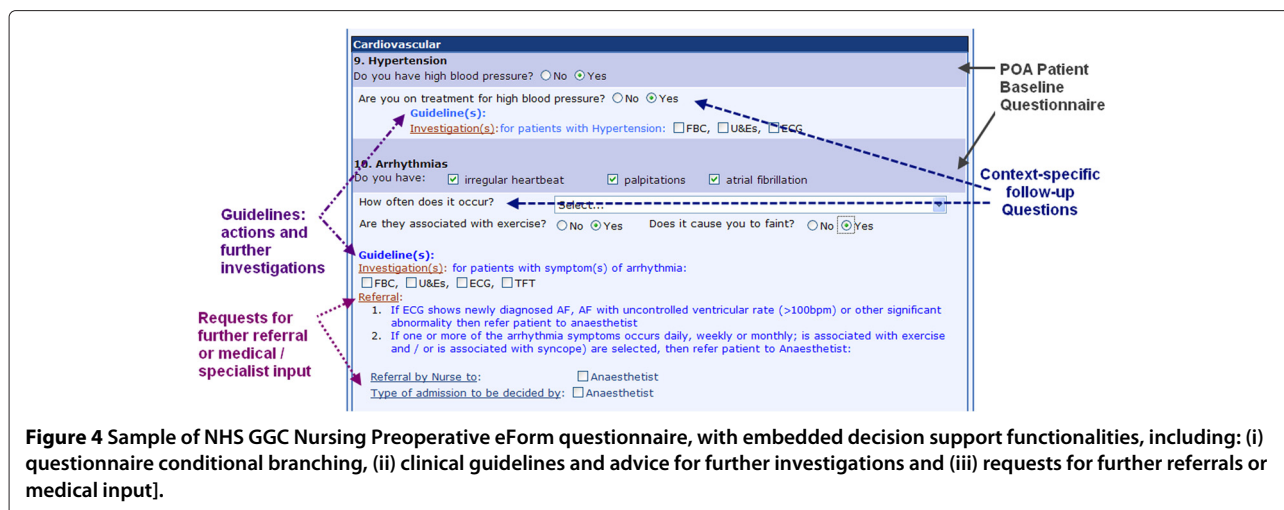 Cardiovascular
9. Hypertension
Do you have high blood pressure? No Yes
Are you on treatment for high blood pressure? No Yes
Guideline(s):
Investigation(s): for patients with Hypertension: FBC, U&Es, ECG
10. Arrhythmias
Do you have: irregular heartbeat palpitations atrial fibrillation
How often does it occur? Select...
Are they associated with exercise? No Yes Does it cause you to faint? No Yes
Guideline(s):
Investigation(s): for patients with symptom(s) of arrhythmia:
FBC, U&Es, ECG, TFT
Referral:
1. If ECG shows newly diagnosed AF, AF with uncontrolled ventricular rate (>100bpm) or other significant
abnormality then refer patient to anaesthetist
2. If one or more of the arrhythmia symptoms occurs daily, weekly or monthly; is associated with exercise
and / or is associated with syncope) are selected, then refer patient to Anaesthetist:
Referral by Nurse to: Anaesthetist
Type of admission to be decided by: Anaesthetist
POA Patient
Baseline
Questionnaire
Context-specific
follow-up
Questions
Guidelines:
actions and
further
investigations
Requests for
further referral
or medical /
specialist input
Figure 4 Sample of NHS GGC Nursing Preoperative eForm questionnaire, with embedded decision support functionalities, including: (i)
questionnaire conditional branching, (ii) clinical guidelines and advice for further investigations and (iii) requests for further referrals or
medical input].